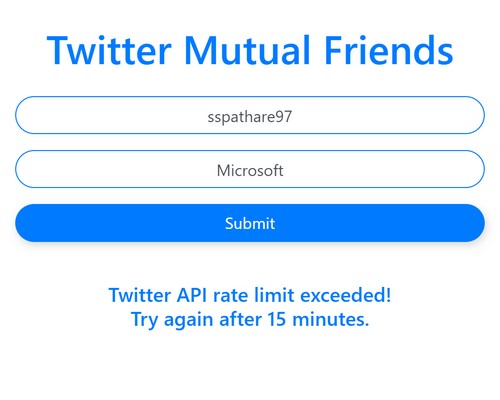 Twitter Mutual Friends
sspathare97
Microsoft
Submit
Twitter API rate limit exceeded!
Try again after 15 minutes.